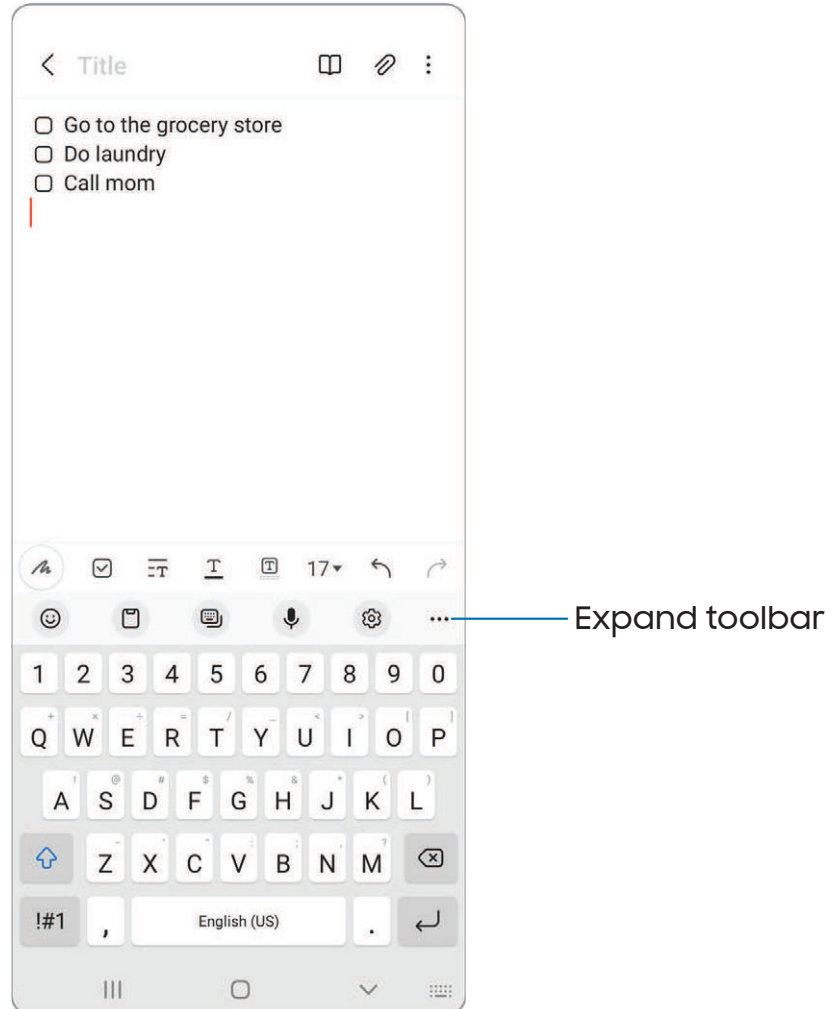 Title
Go to the grocery store
Do laundry
Call mom
T T T 17
Expand toolbar
1 2 3 4 5 6 7 8 9 0
+ × ÷ = / _ < > [ ]
Q W E R T Y U I O P
! @ # $ % & * ( )
A S D F G H J K L
- ' " : ; , ?
Z X C V B N M
!#1 , English (US) .